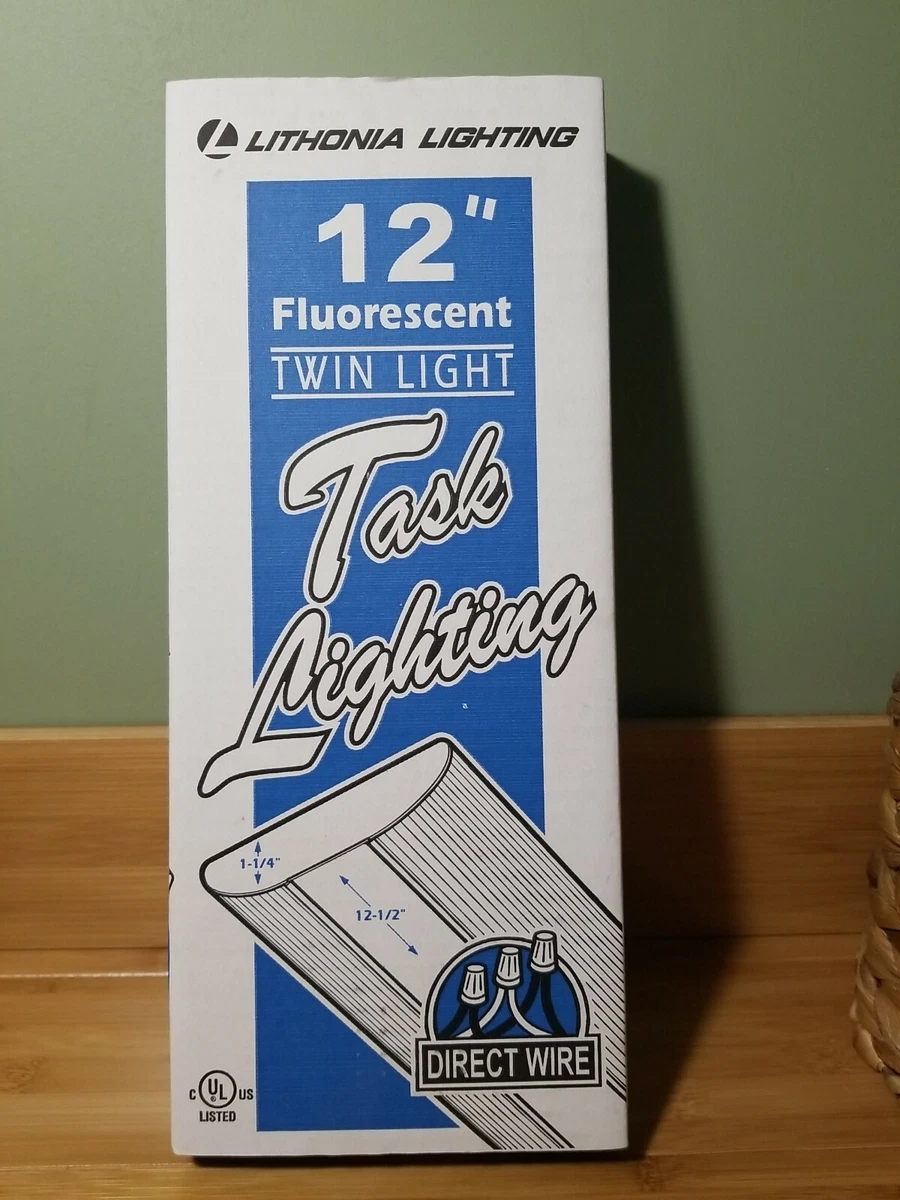 LITHONIA LIGHTING
12"
Fluorescent
TWIN LIGHT
Task
Lighting
1-1/4"
12-1/2"
DIRECT WIRE
C UL® US
LISTED